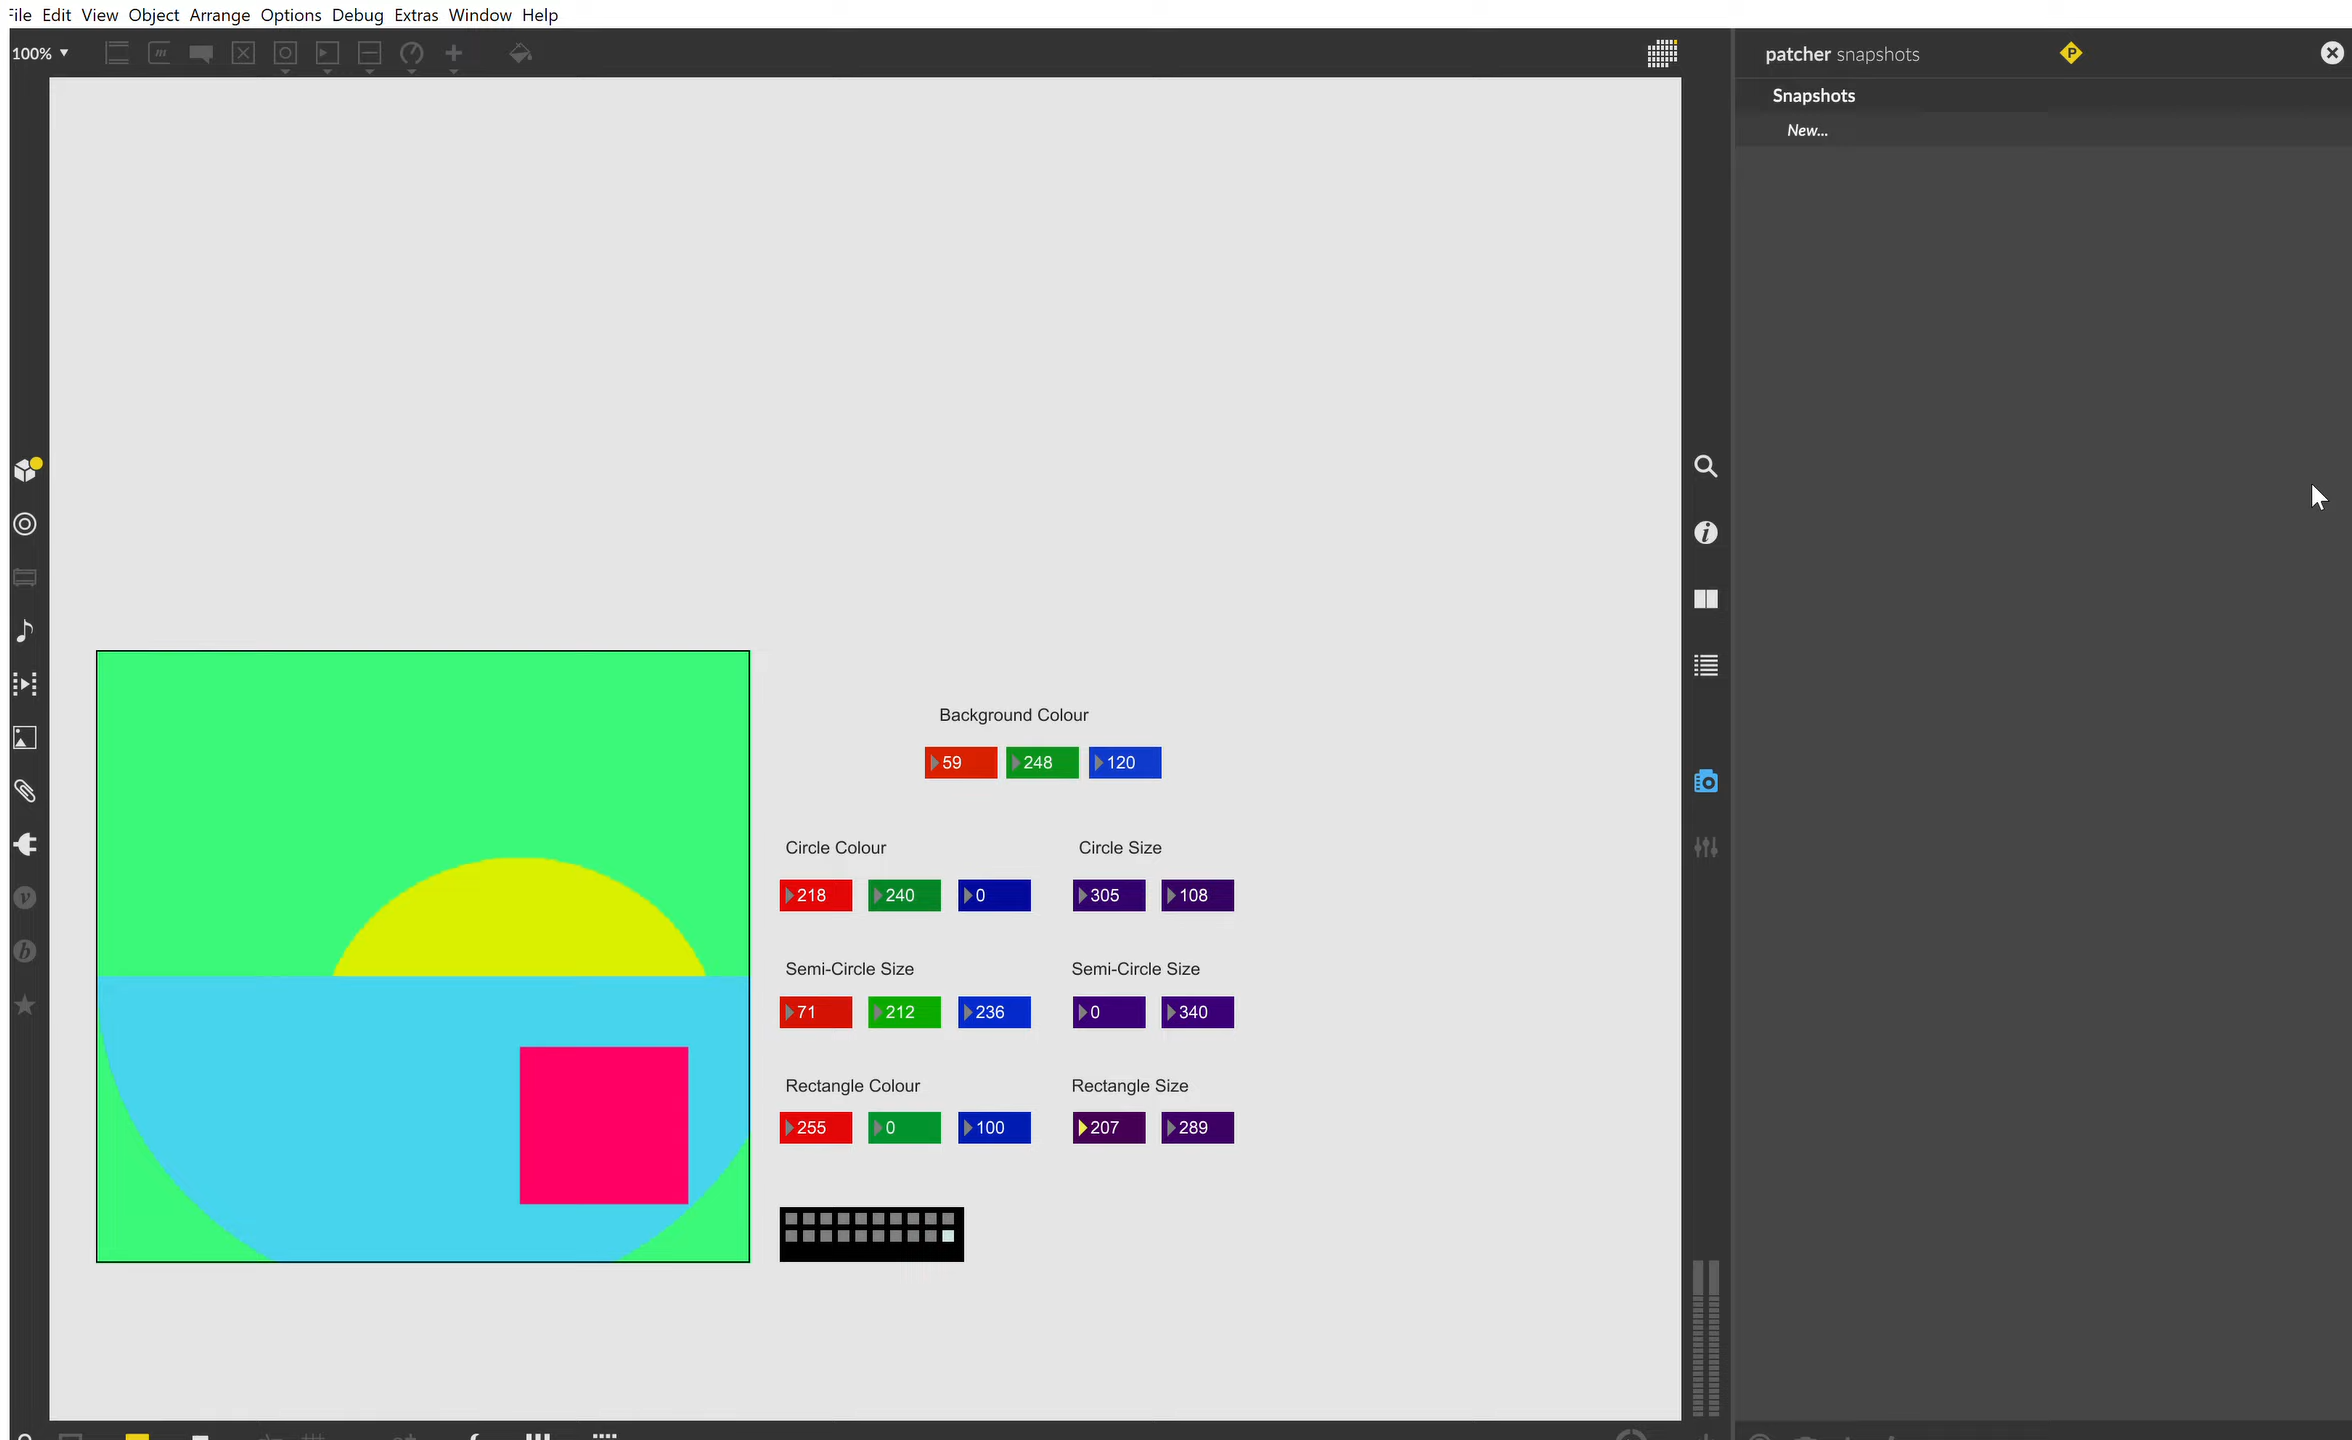 File Edit View Object Arrange Options Debug Extras Window Help
100%
m
patcher snapshots
P
Snapshots
New...
i
v
b
Background Colour
59 248 120
Circle Colour
Circle Size
218 240 0
305 108
Semi-Circle Size
Semi-Circle Size
71 212 236
0 340
Rectangle Colour
Rectangle Size
255 0 100
207 289